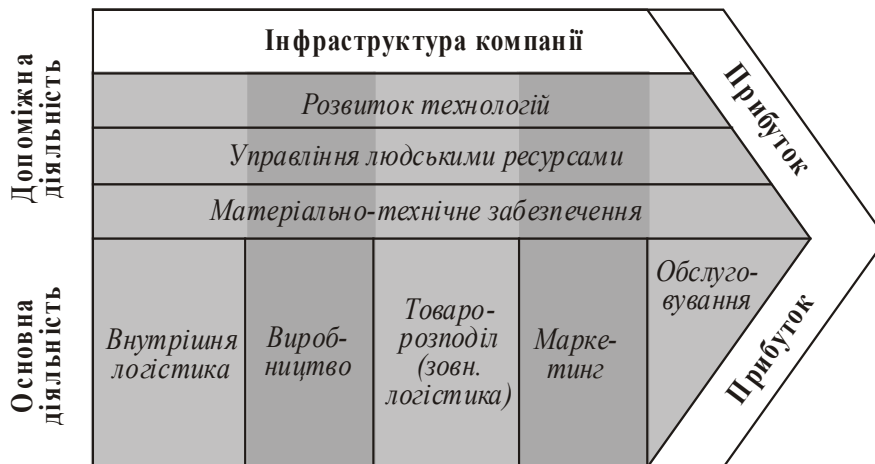 Допоміжна
діяльність
Інфраструктура компанії
Розвиток технологій
Управління людськими ресурсами
Матеріально-технічне забезпечення
Прибуток
Основна
діяльність
Внутрішня
логістика
Вироб-
ництво
Товаро-
розподіл
(зовн.
логістика)
Марке-
тинг
Обслуго-
вування
Прибуток